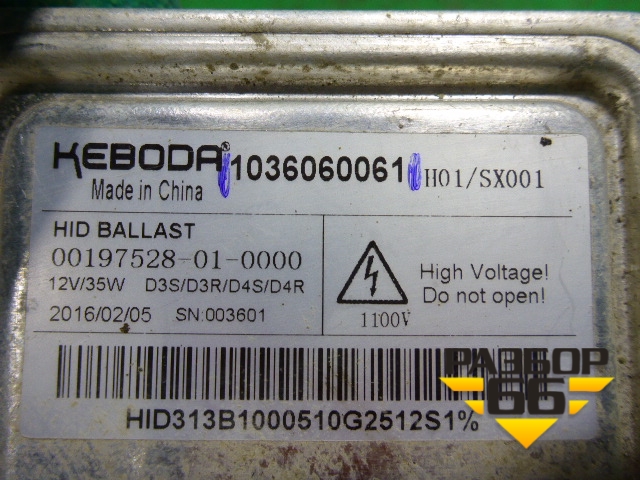 KEBODA® 1036060061 H01/SX001
Made in China
HID BALLAST
00197528-01-0000
12V/35W D3S/D3R/D4S/D4R
2016/02/05 SN:003601
High Voltage!
Do not open!
1100V
HID313B1000510G2512S1%
РАЗБОР
66